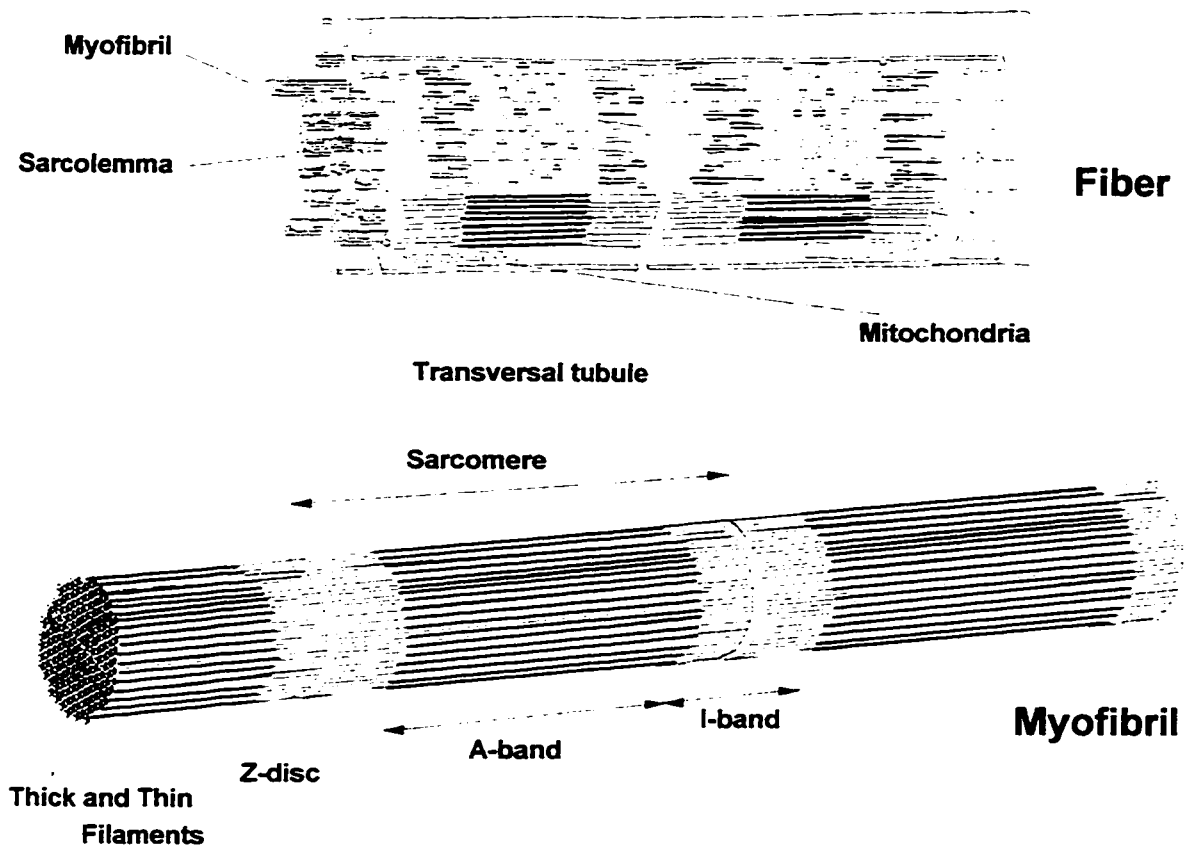 Myofibril
Sarcolemma
Fiber
Mitochondria
Transversal tubule
Sarcomere
I-band
A-band
Myofibril
Z-disc
Thick and Thin
Filaments